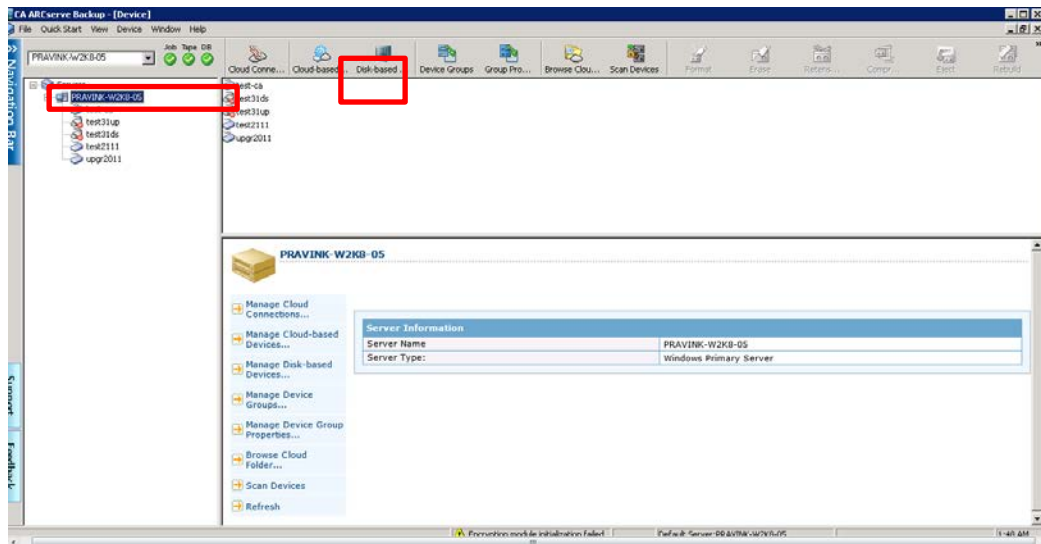 CA ARCserve Backup - [Device]
File Quick Start View Device Window Help
PRAVINK-W2K8-05
Job Tape DB
Cloud Conne... Cloud-based... Disk-based... Device Groups Group Pro... Browse Clou... Scan Devices Format Erase Retens... Compr... Eject Rebuild
Navigation Bar
Support
Feedback
PRAVINK-W2K8-05
test31up
test31ds
test2111
upgr2011
test-ca
test31ds
test31up
test2111
upgr2011
PRAVINK-W2K8-05
Manage Cloud
Connections...
Manage Cloud-based
Devices...
Manage Disk-based
Devices...
Manage Device
Groups...
Manage Device Group
Properties...
Browse Cloud
Folder...
Scan Devices
Refresh
Server Information
Server Name PRAVINK-W2K8-05
Server Type: Windows Primary Server
Encryption module initialization failed Default Server:PRAVINK-W2K8-05 1:48 AM